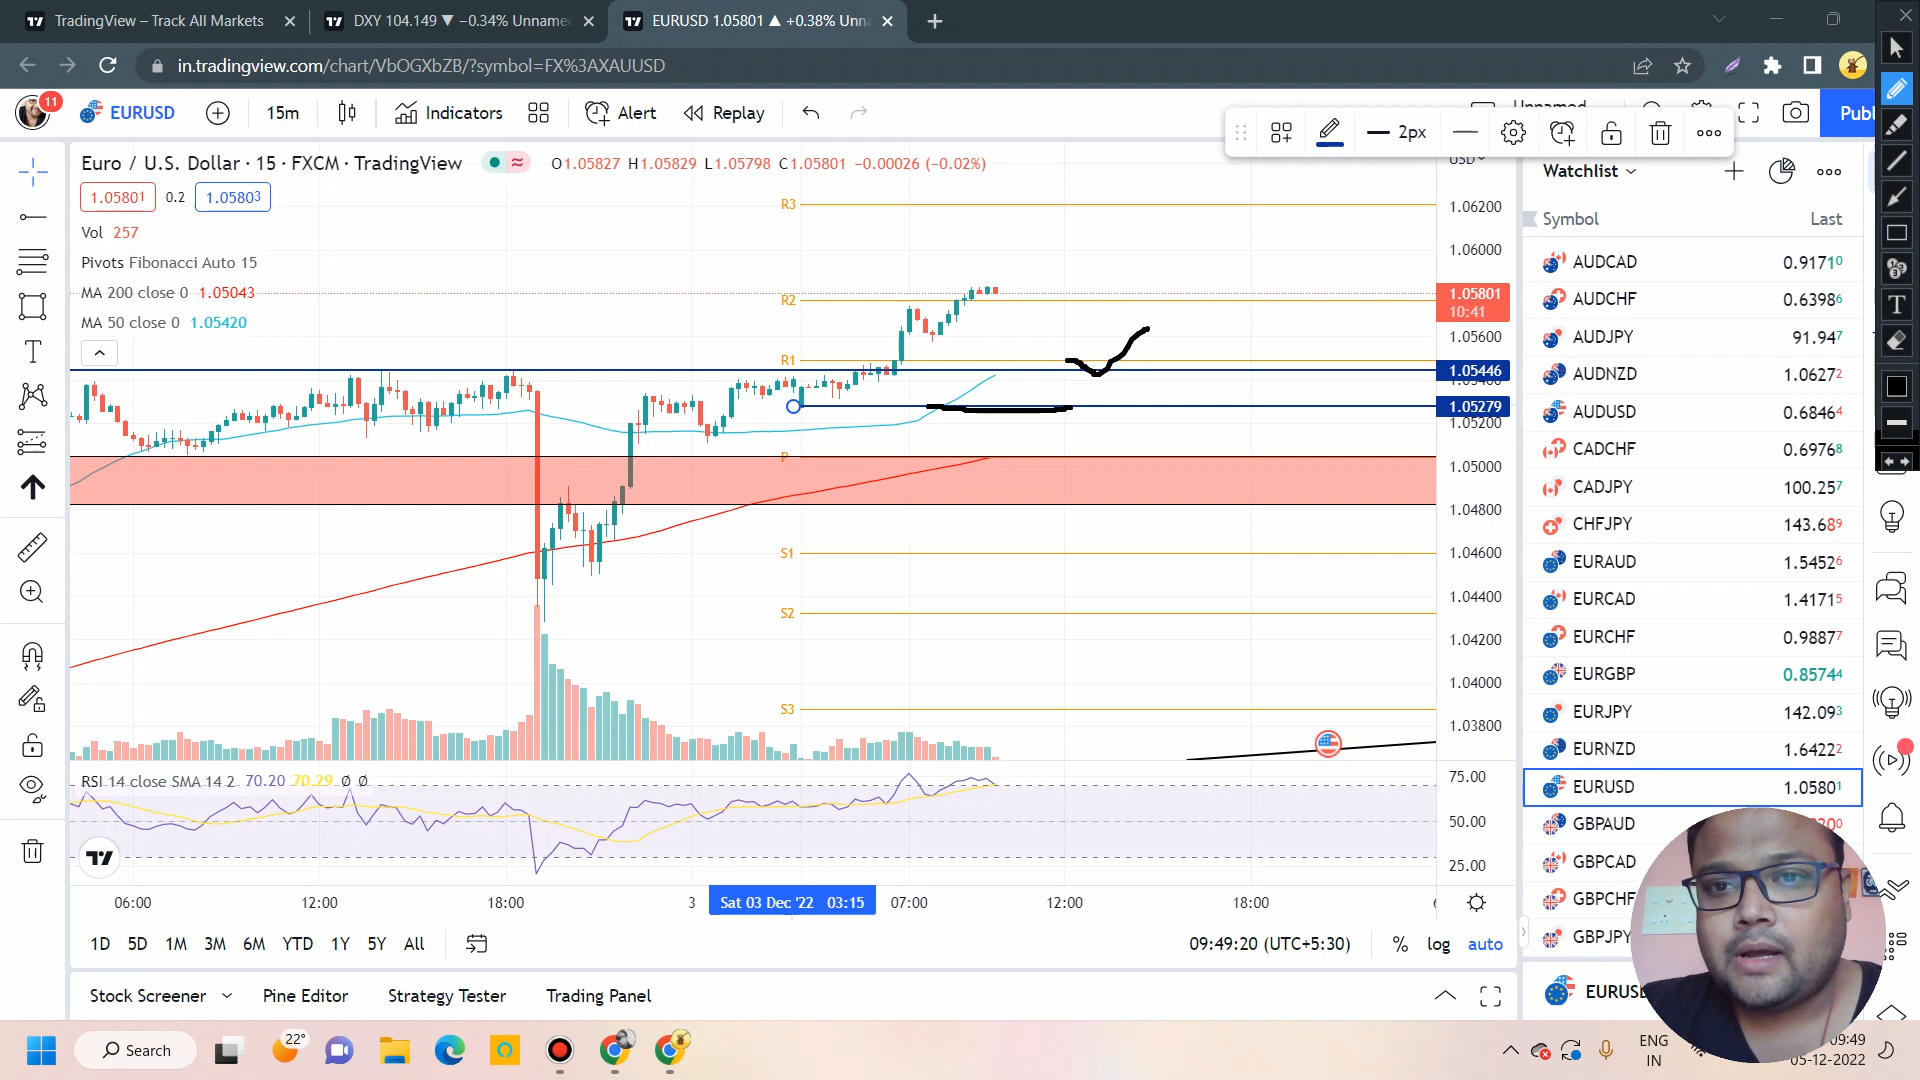 TradingView – Track All Markets
DXY 104.149 ▼ −0.34% Unname
EURUSD 1.05801 ▲ +0.38% Unn
in.tradingview.com/chart/VbOGXbZB/?symbol=FX%3AXAUUSD
11
EURUSD
15m
Indicators
Alert
Replay
Unnamed
Publ
2px
Euro / U.S. Dollar · 15 · FXCM · TradingView
O1.05827 H1.05829 L1.05798 C1.05801 −0.00026 (−0.02%)
1.05801 0.2 1.05803
Vol 257
Pivots Fibonacci Auto 15
MA 200 close 0 1.05043
MA 50 close 0 1.05420
R3
R2
R1
P
S1
S2
S3
USD
1.06200
1.06000
1.05801
10:41
1.05600
1.05446
1.05400
1.05279
1.05200
1.05000
1.04800
1.04600
1.04400
1.04200
1.04000
1.03800
RSI 14 close SMA 14 2 70.20 70.29 Ø Ø
75.00
50.00
25.00
06:00 12:00 18:00 3 Sat 03 Dec '22 03:15 07:00 12:00 18:00
1D 5D 1M 3M 6M YTD 1Y 5Y All
09:49:20 (UTC+5:30) % log auto
Stock Screener Pine Editor Strategy Tester Trading Panel
Watchlist
Symbol Last
AUDCAD 0.91710
AUDCHF 0.63986
AUDJPY 91.947
AUDNZD 1.06272
AUDUSD 0.68464
CADCHF 0.69768
CADJPY 100.257
CHFJPY 143.689
EURAUD 1.54526
EURCAD 1.41715
EURCHF 0.98877
EURGBP 0.85744
EURJPY 142.093
EURNZD 1.64222
EURUSD 1.05801
GBPAUD
GBPCAD
GBPCHF
GBPJPY
Search
22°
ENG
IN
09:49
05-12-2022